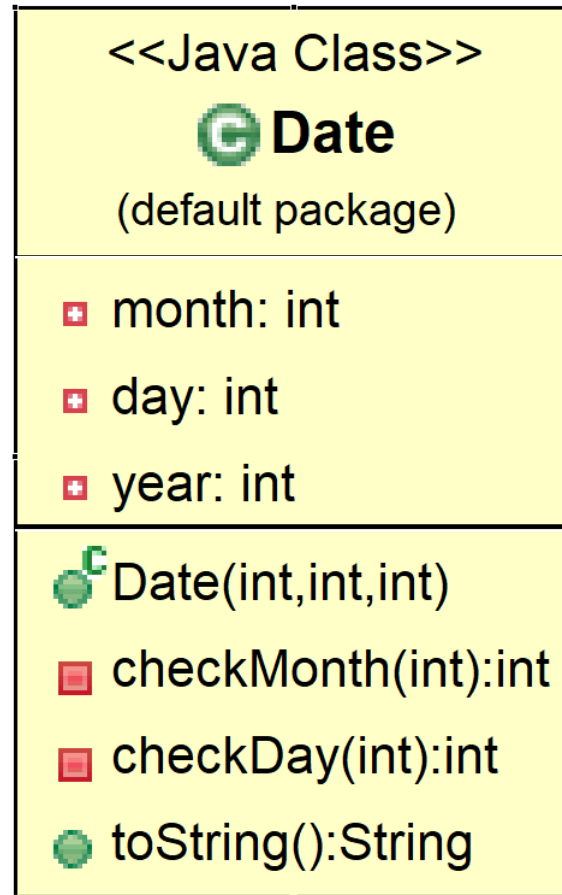 <<Java Class>>
C Date
(default package)
month: int
day: int
year: int
C Date(int,int,int)
checkMonth(int):int
checkDay(int):int
toString():String